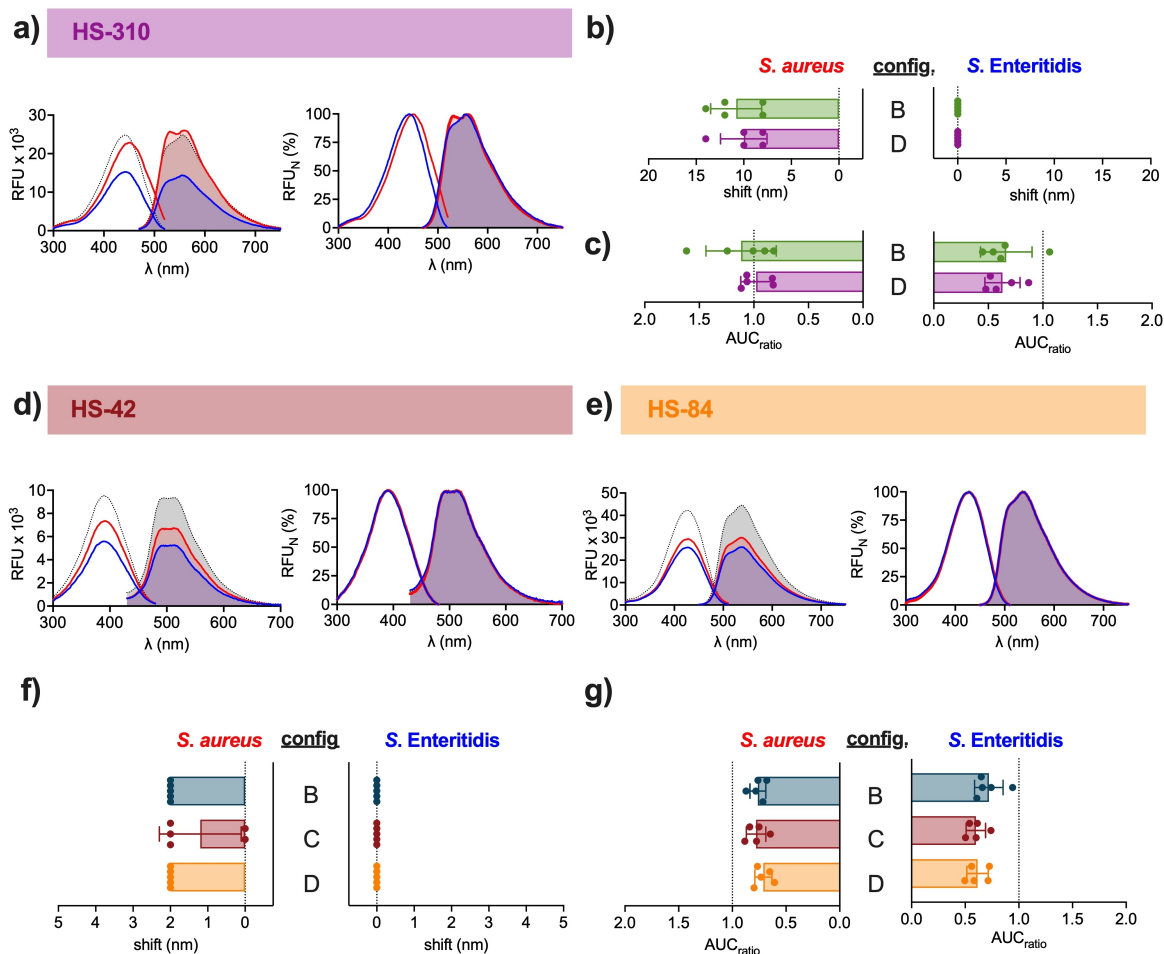 a)
HS-310
RFU x 10³
30
20
10
0
300 400 500 600 700
λ (nm)
RFU_N (%)
100
75
50
25
0
300 400 500 600 700
λ (nm)
b)
S. aureus config. S. Enteritidis
B
D
20 15 10 5 0
shift (nm)
0 5 10 15 20
shift (nm)
c)
B
D
2.0 1.5 1.0 0.5 0.0
AUC_ratio
0.0 0.5 1.0 1.5 2.0
AUC_ratio
d)
HS-42
RFU x 10³
10
8
6
4
2
0
300 400 500 600 700
λ (nm)
RFU_N (%)
100
75
50
25
0
300 400 500 600 700
λ (nm)
e)
HS-84
RFU x 10³
50
40
30
20
10
0
300 400 500 600 700
λ (nm)
RFU_N (%)
100
75
50
25
0
300 400 500 600 700
λ (nm)
f)
S. aureus config S. Enteritidis
B
C
D
5 4 3 2 1 0
shift (nm)
0 1 2 3 4 5
shift (nm)
g)
S. aureus config. S. Enteritidis
B
C
D
2.0 1.5 1.0 0.5 0.0
AUC_ratio
0.0 0.5 1.0 1.5 2.0
AUC_ratio